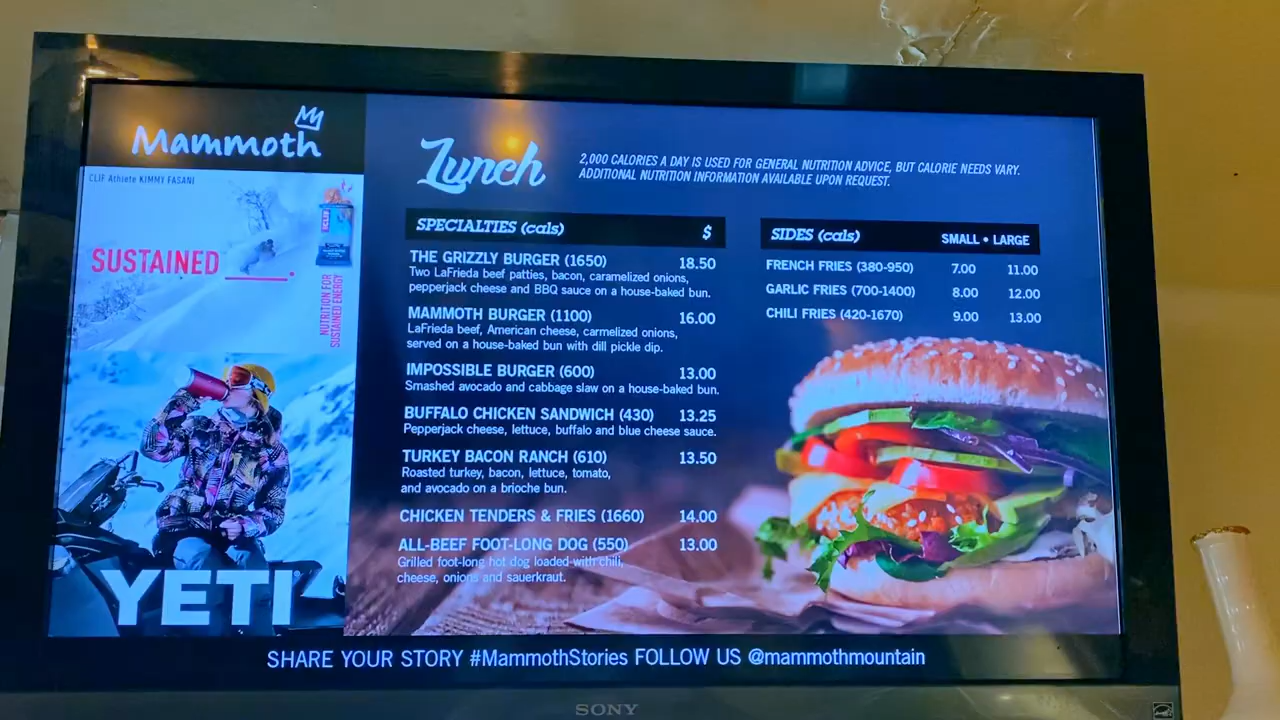 Mammoth
CLIF Athlete KIMMY FASANI
SUSTAINED ____.
CLIF
NUTRITION FOR
SUSTAINED ENERGY
YETI
Lunch
2,000 CALORIES A DAY IS USED FOR GENERAL NUTRITION ADVICE, BUT CALORIE NEEDS VARY.
ADDITIONAL NUTRITION INFORMATION AVAILABLE UPON REQUEST.
SPECIALTIES (cals) $
THE GRIZZLY BURGER (1650) 18.50
Two LaFrieda beef patties, bacon, caramelized onions,
pepperjack cheese and BBQ sauce on a house-baked bun.
MAMMOTH BURGER (1100) 16.00
LaFrieda beef, American cheese, carmelized onions,
served on a house-baked bun with dill pickle dip.
IMPOSSIBLE BURGER (600) 13.00
Smashed avocado and cabbage slaw on a house-baked bun.
BUFFALO CHICKEN SANDWICH (430) 13.25
Pepperjack cheese, lettuce, buffalo and blue cheese sauce.
TURKEY BACON RANCH (610) 13.50
Roasted turkey, bacon, lettuce, tomato,
and avocado on a brioche bun.
CHICKEN TENDERS & FRIES (1660) 14.00
ALL-BEEF FOOT-LONG DOG (550) 13.00
Grilled foot-long hot dog loaded with chili,
cheese, onions and sauerkraut.
SIDES (cals) SMALL • LARGE
FRENCH FRIES (380-950) 7.00 11.00
GARLIC FRIES (700-1400) 8.00 12.00
CHILI FRIES (420-1670) 9.00 13.00
SHARE YOUR STORY #MammothStories FOLLOW US @mammothmountain
SONY